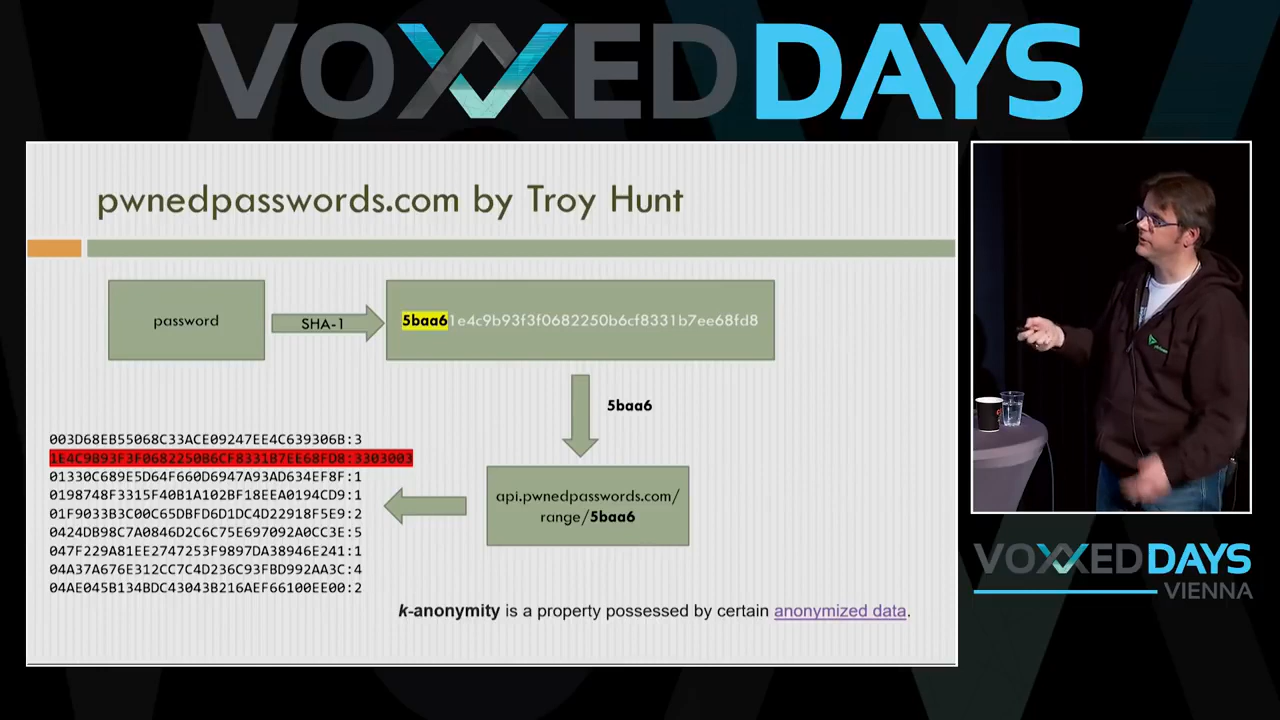 VOXXED DAYS
pwnedpasswords.com by Troy Hunt
password
SHA-1
5baa61e4c9b93f3f0682250b6cf8331b7ee68fd8
5baa6
003D68EB55068C33ACE09247EE4C639306B:3
1E4C9B93F3F0682250B6CF8331B7EE68FD8:3303003
01330C689E5D64F660D6947A93AD634EF8F:1
0198748F3315F40B1A102BF18EEA0194CD9:1
01F9033B3C00C65DBFD6D1DC4D22918F5E9:2
0424DB98C7A0846D2C6C75E697092A0CC3E:5
047F229A81EE2747253F9897DA38946E241:1
04A37A676E312CC7C4D236C93FBD992AA3C:4
04AE045B134BDC43043B216AEF66100EE00:2
api.pwnedpasswords.com/
range/5baa6
k-anonymity is a property possessed by certain anonymized data.
VOXXED DAYS
VIENNA